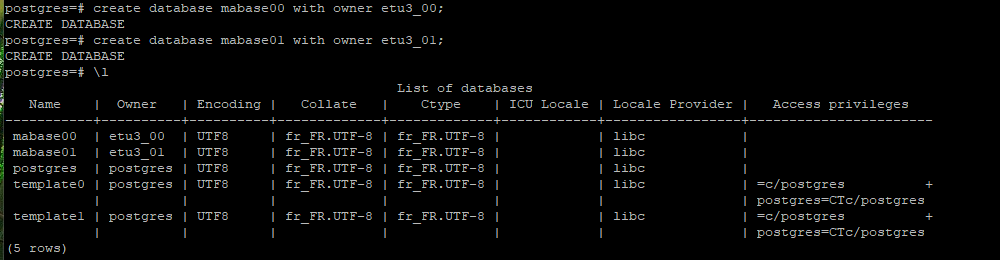 postgres=# create database mabase00 with owner etu3_00;
CREATE DATABASE
postgres=# create database mabase01 with owner etu3_01;
CREATE DATABASE
postgres=# \l
                                                 List of databases
   Name    |  Owner   | Encoding |   Collate   |    Ctype    | ICU Locale | Locale Provider |   Access privileges
-----------+----------+----------+-------------+-------------+------------+-----------------+-----------------------
 mabase00  | etu3_00  | UTF8     | fr_FR.UTF-8 | fr_FR.UTF-8 |            | libc            |
 mabase01  | etu3_01  | UTF8     | fr_FR.UTF-8 | fr_FR.UTF-8 |            | libc            |
 postgres  | postgres | UTF8     | fr_FR.UTF-8 | fr_FR.UTF-8 |            | libc            |
 template0 | postgres | UTF8     | fr_FR.UTF-8 | fr_FR.UTF-8 |            | libc            | =c/postgres          +
           |          |          |             |             |            |                 | postgres=CTc/postgres
 template1 | postgres | UTF8     | fr_FR.UTF-8 | fr_FR.UTF-8 |            | libc            | =c/postgres          +
           |          |          |             |             |            |                 | postgres=CTc/postgres
(5 rows)